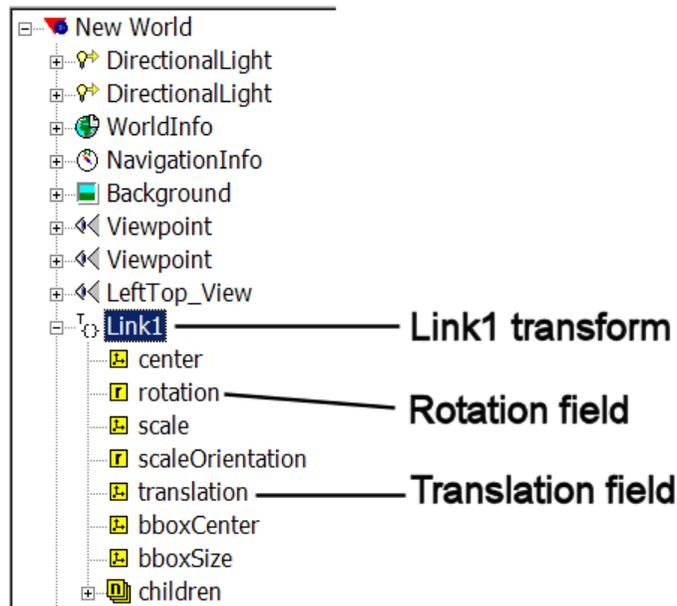 New World
DirectionalLight
DirectionalLight
WorldInfo
NavigationInfo
Background
Viewpoint
Viewpoint
LeftTop_View
Link1 Link1 transform
center
rotation Rotation field
scale
scaleOrientation
translation Translation field
bboxCenter
bboxSize
children